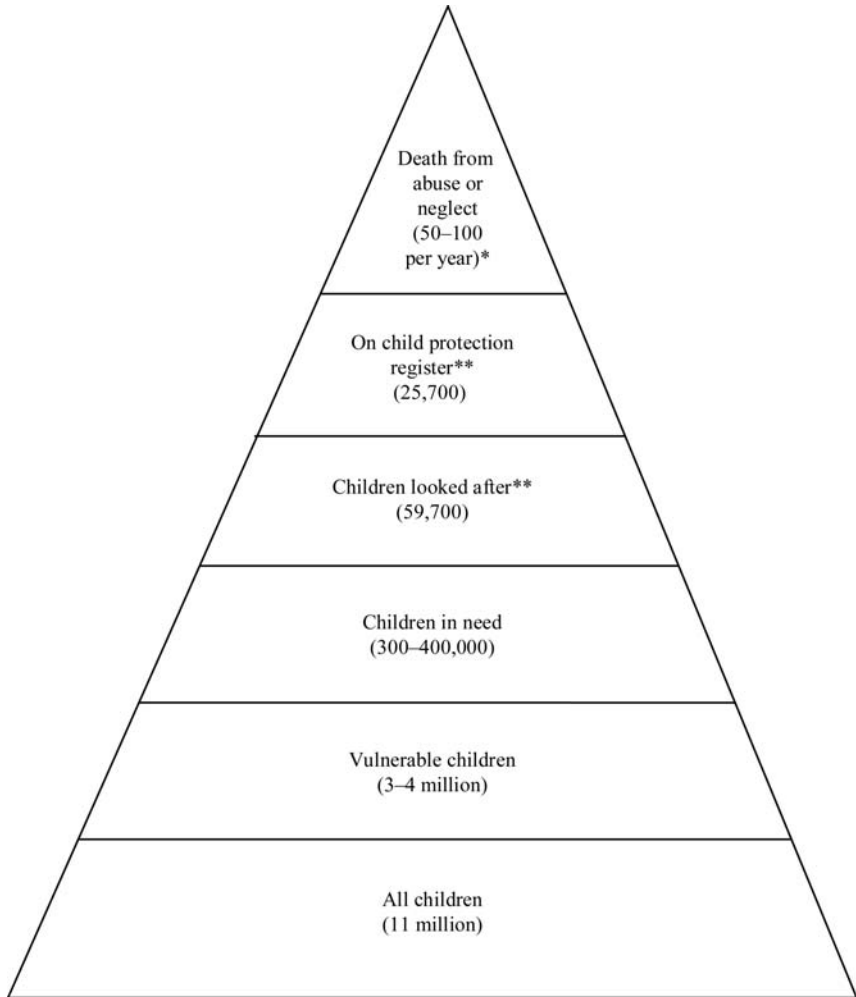 Death from
abuse or
neglect
(50–100
per year)*
On child protection
register**
(25,700)
Children looked after**
(59,700)
Children in need
(300–400,000)
Vulnerable children
(3–4 million)
All children
(11 million)